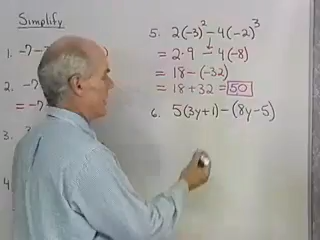 Simplify
1. -7-
2. -7
= -7
3.
4
5. 2(-3)² - 4(-2)³
= 2·9 - 4(-8)
= 18 - (-32)
= 18 + 32 = 50
6. 5(3y+1) - (8y-5)